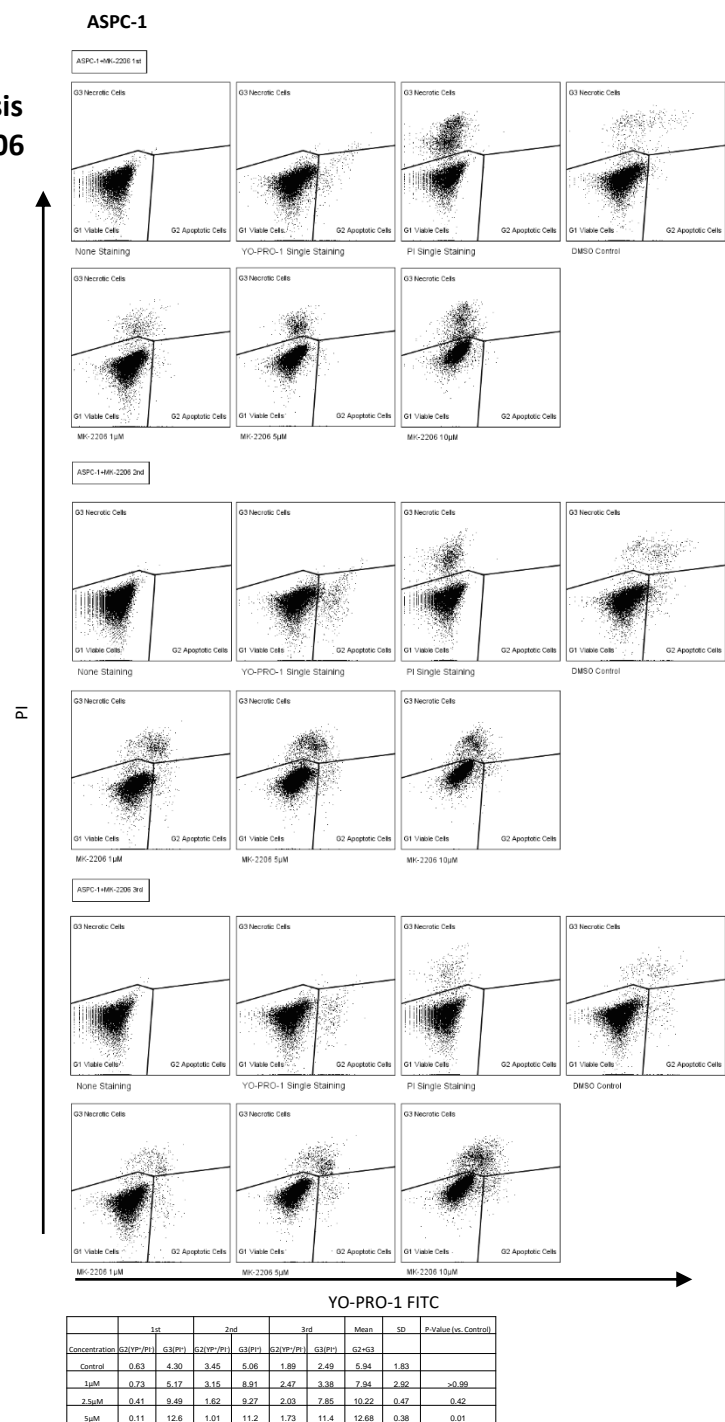 ASPC-1
sis
06
ASPC-1+MK-2206 1st
G3 Necrotic Cells
G1 Viable Cells
G2 Apoptotic Cells
None Staining
G3 Necrotic Cells
G1 Viable Cells
G2 Apoptotic Cells
YO-PRO-1 Single Staining
G3 Necrotic Cells
G1 Viable Cells
G2 Apoptotic Cells
PI Single Staining
G3 Necrotic Cells
G1 Viable Cells
G2 Apoptotic Cells
DMSO Control
G3 Necrotic Cells
G1 Viable Cells
G2 Apoptotic Cells
MK-2206 1µM
G3 Necrotic Cells
G1 Viable Cells
G2 Apoptotic Cells
MK-2206 5µM
G3 Necrotic Cells
G1 Viable Cells
G2 Apoptotic Cells
MK-2206 10µM
ASPC-1+MK-2206 2nd
G3 Necrotic Cells
G1 Viable Cells
G2 Apoptotic Cells
None Staining
G3 Necrotic Cells
G1 Viable Cells
G2 Apoptotic Cells
YO-PRO-1 Single Staining
G3 Necrotic Cells
G1 Viable Cells
G2 Apoptotic Cells
PI Single Staining
G3 Necrotic Cells
G1 Viable Cells
G2 Apoptotic Cells
DMSO Control
PI
G3 Necrotic Cells
G1 Viable Cells
G2 Apoptotic Cells
MK-2206 1µM
G3 Necrotic Cells
G1 Viable Cells
G2 Apoptotic Cells
MK-2206 5µM
G3 Necrotic Cells
G1 Viable Cells
G2 Apoptotic Cells
MK-2206 10µM
ASPC-1+MK-2206 3rd
G3 Necrotic Cells
G1 Viable Cells
G2 Apoptotic Cells
None Staining
G3 Necrotic Cells
G1 Viable Cells
G2 Apoptotic Cells
YO-PRO-1 Single Staining
G3 Necrotic Cells
G1 Viable Cells
G2 Apoptotic Cells
PI Single Staining
G3 Necrotic Cells
G1 Viable Cells
G2 Apoptotic Cells
DMSO Control
G3 Necrotic Cells
G1 Viable Cells
G2 Apoptotic Cells
MK-2206 1µM
G3 Necrotic Cells
G1 Viable Cells
G2 Apoptotic Cells
MK-2206 5µM
G3 Necrotic Cells
G1 Viable Cells
G2 Apoptotic Cells
MK-2206 10µM
YO-PRO-1 FITC
1st 2nd 3rd Mean SD P-Value (vs. Control)
Concentration G2(YP⁺/PI⁻) G3(PI⁺) G2(YP⁺/PI⁻) G3(PI⁺) G2(YP⁺/PI⁻) G3(PI⁺) G2+G3
Control 0.63 4.30 3.45 5.06 1.89 2.49 5.94 1.83
1µM 0.73 5.17 3.15 8.91 2.47 3.38 7.94 2.92 >0.99
2.5µM 0.41 9.49 1.62 9.27 2.03 7.85 10.22 0.47 0.42
5µM 0.11 12.6 1.01 11.2 1.73 11.4 12.68 0.38 0.01